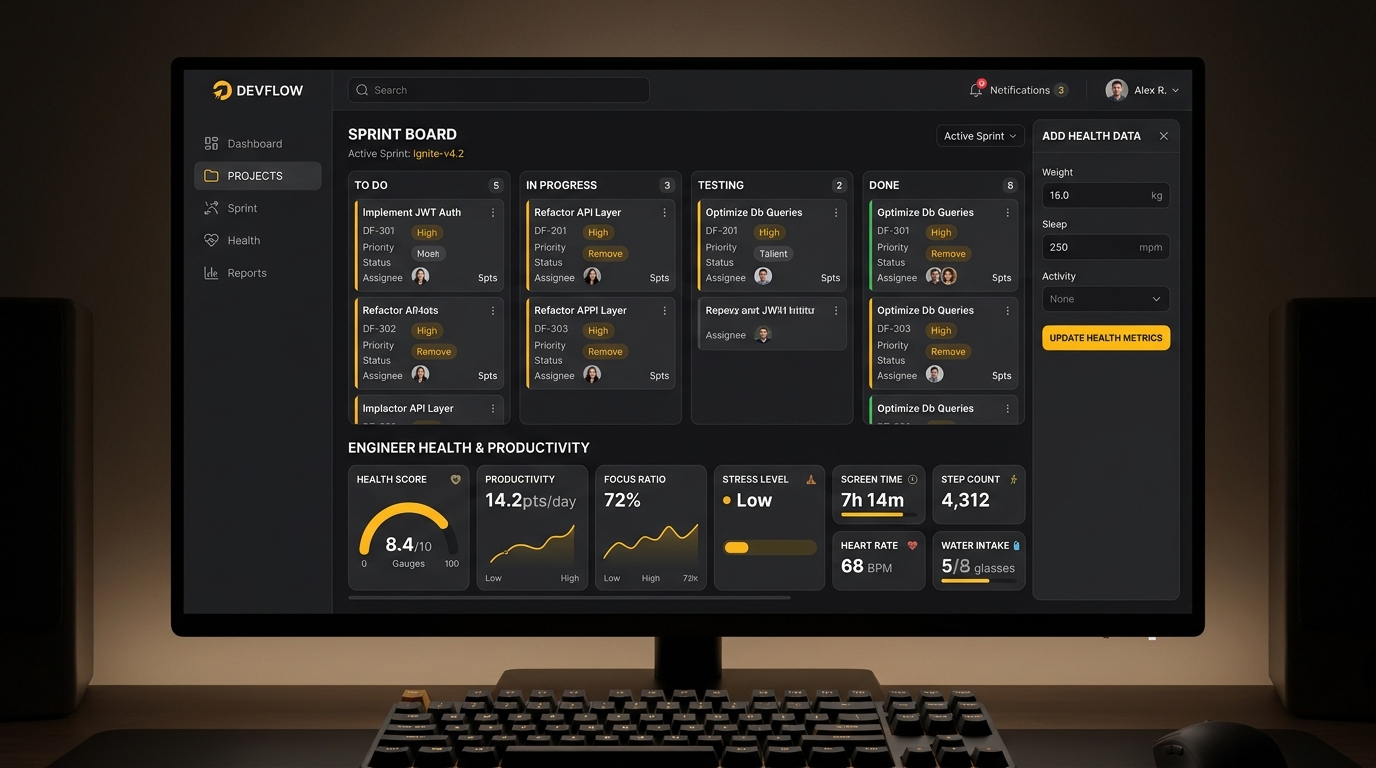 DEVFLOW
Search
Notifications 3
Alex R.
Dashboard
PROJECTS
Sprint
Health
Reports
SPRINT BOARD
Active Sprint: Ignite-v4.2
Active Sprint
TO DO 5
Implement JWT Auth
DF-301 High
Priority
Moeh
Status
Assignee 5pts
Refactor
DF-302 High
Priority
Remove
Status
Assignee 5pts
Implactor API Layer
IN PROGRESS 3
Refactor API Layer
DF-201 High
Priority
Remove
Status
Assignee 5pts
Refactor APPI Layer
DF-303 High
Priority
Remove
Status
Assignee 5pts
TESTING 2
Optimize Db Gueries
DF-201 High
Priority
Talient
Status
Assignee 5pts
Assignee
DONE 8
Optimize Db Gueries
DF-301 High
Priority
Remove
Status
Assignee 5pts
Optimize Db Queries
DF-303 High
Priority
Remove
Status
Assignee 5pts
Optimize Db Queries
ADD HEALTH DATA
Weight
16.0 kg
Sleep
250 mpm
Activity
None
UPDATE HEALTH METRICS
ENGINEER HEALTH & PRODUCTIVITY
HEALTH SCORE
8.4/10
0 Gauges 100
PRODUCTIVITY
14.2pts/day
Low High
FOCUS RATIO
72%
Low High
STRESS LEVEL
Low
SCREEN TIME
7h 14m
STEP COUNT
4,312
HEART RATE
68 BPM
WATER INTAKE
5/8 glasses